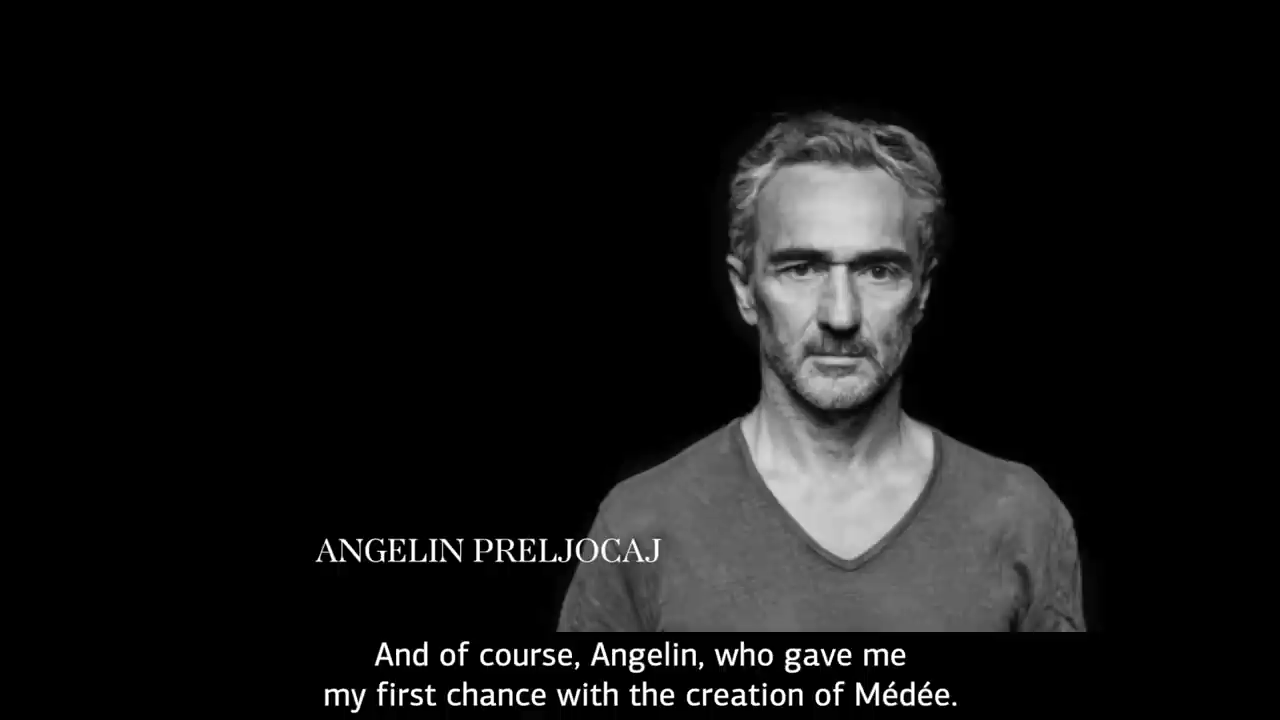 ANGELIN PRELJOCAJ
And of course, Angelin, who gave me
my first chance with the creation of Médée.